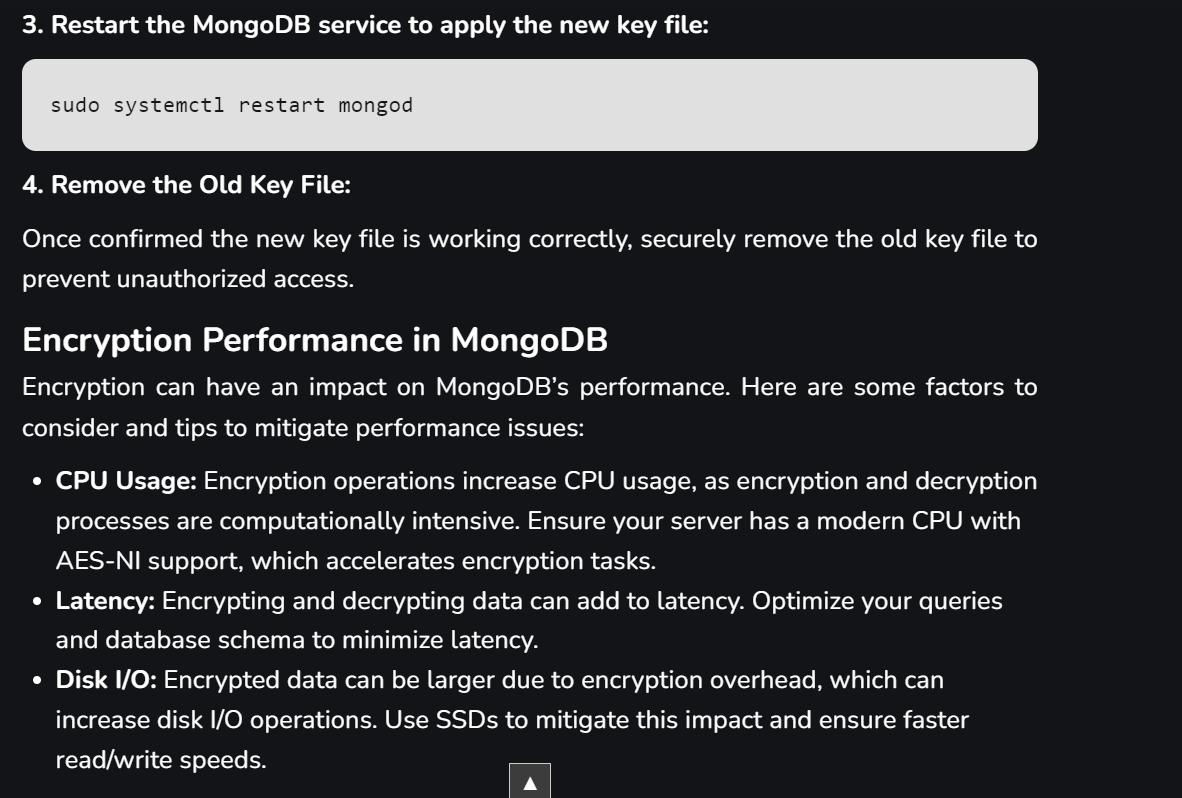 3. Restart the MongoDB service to apply the new key file:
sudo systemctl restart mongod
4. Remove the Old Key File:
Once confirmed the new key file is working correctly, securely remove the old key file to
prevent unauthorized access.
Encryption Performance in MongoDB
Encryption can have an impact on MongoDB’s performance. Here are some factors to
consider and tips to mitigate performance issues:
• CPU Usage: Encryption operations increase CPU usage, as encryption and decryption
processes are computationally intensive. Ensure your server has a modern CPU with
AES-NI support, which accelerates encryption tasks.
• Latency: Encrypting and decrypting data can add to latency. Optimize your queries
and database schema to minimize latency.
• Disk I/O: Encrypted data can be larger due to encryption overhead, which can
increase disk I/O operations. Use SSDs to mitigate this impact and ensure faster
read/write speeds.